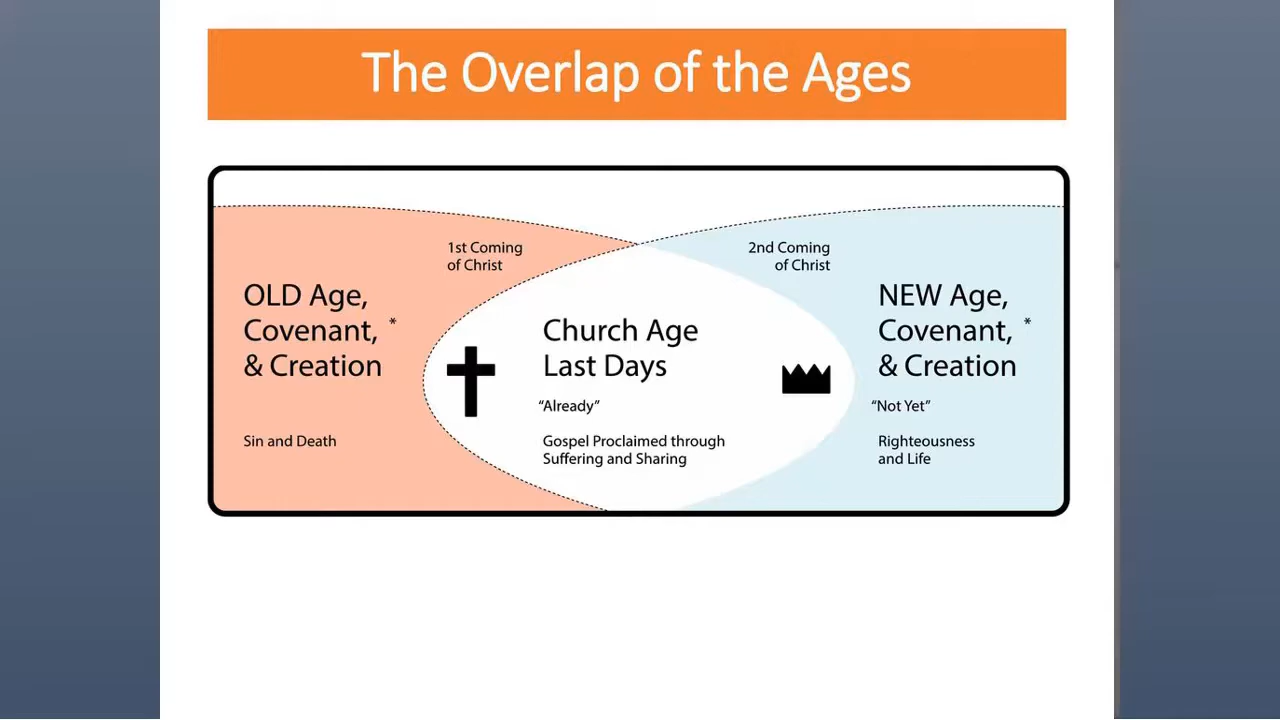 The Overlap of the Ages
1st Coming
of Christ
2nd Coming
of Christ
OLD Age,
Covenant, *
& Creation
Sin and Death
Church Age
Last Days
“Already”
Gospel Proclaimed through
Suffering and Sharing
NEW Age,
Covenant, *
& Creation
“Not Yet”
Righteousness
and Life